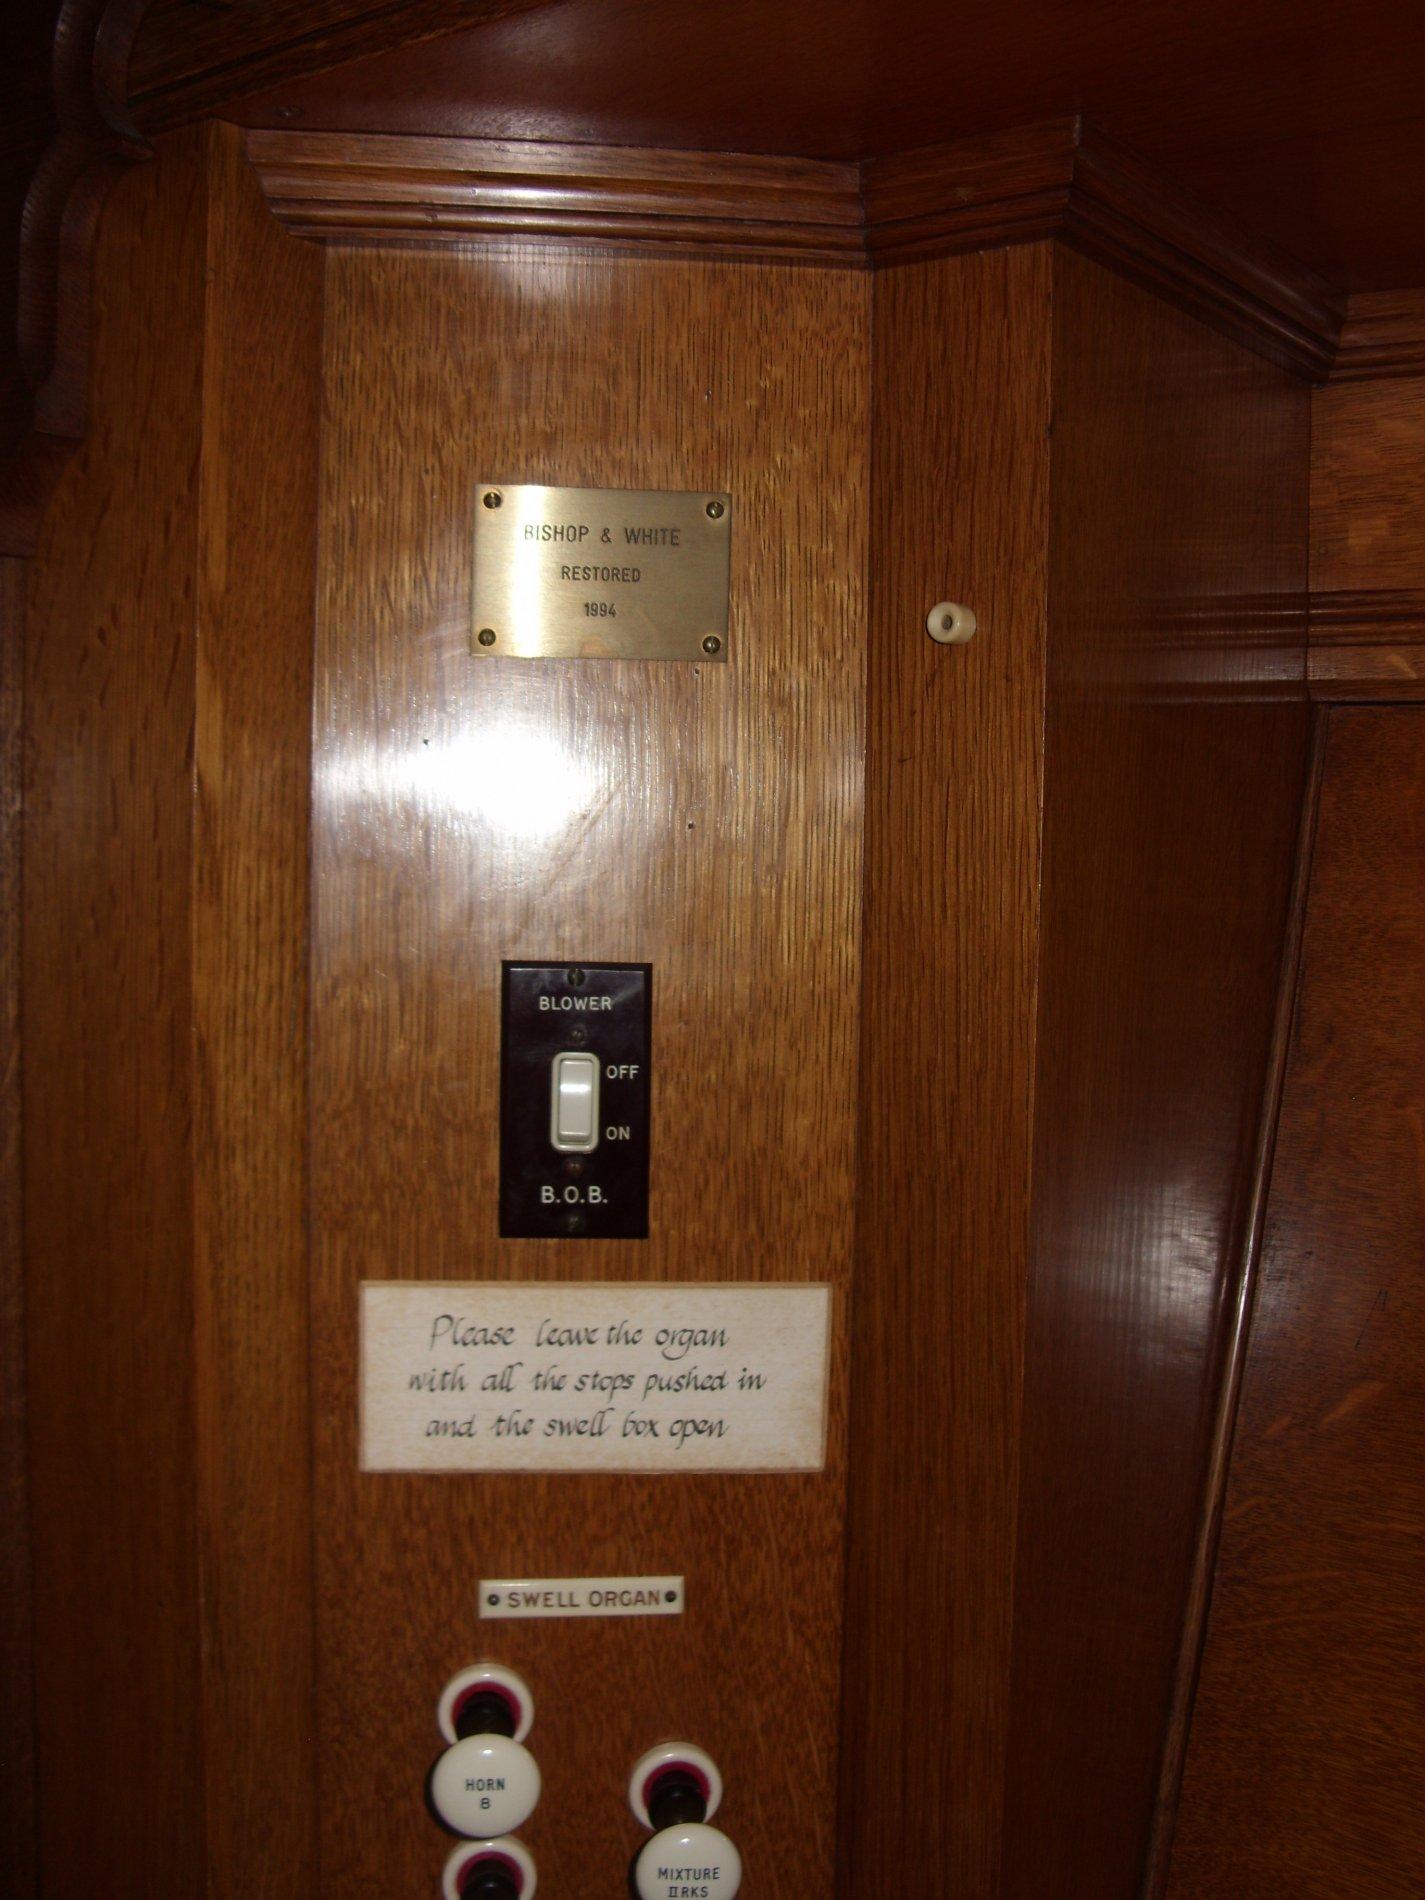 BISHOP & WHITE
RESTORED
1994
BLOWER
OFF
ON
B.O.B.
Please leave the organ
with all the stops pushed in
and the swell box open
SWELL ORGAN
HORN
8
MIXTURE
II RKS